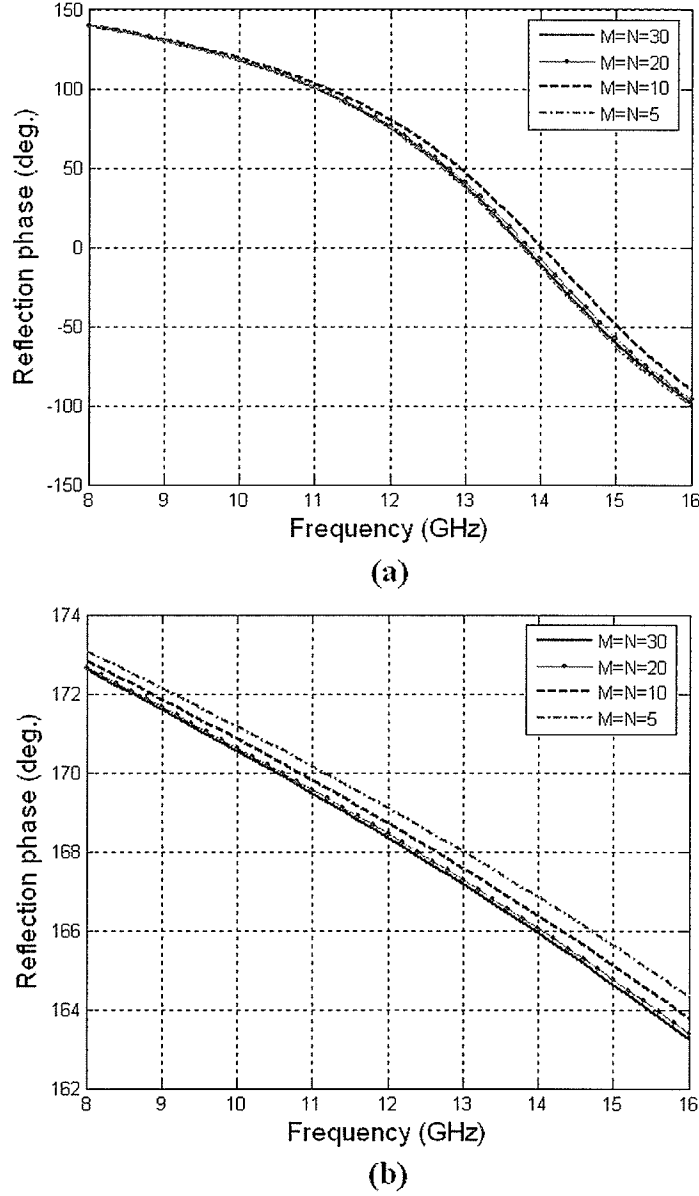 150
100
50
0
-50
-100
-150
Reflection phase (deg.)
M=N=30
M=N=20
M=N=10
M=N=5
8 9 10 11 12 13 14 15 16
Frequency (GHz)
(a)
174
172
170
168
166
164
162
Reflection phase (deg.)
M=N=30
M=N=20
M=N=10
M=N=5
8 9 10 11 12 13 14 15 16
Frequency (GHz)
(b)